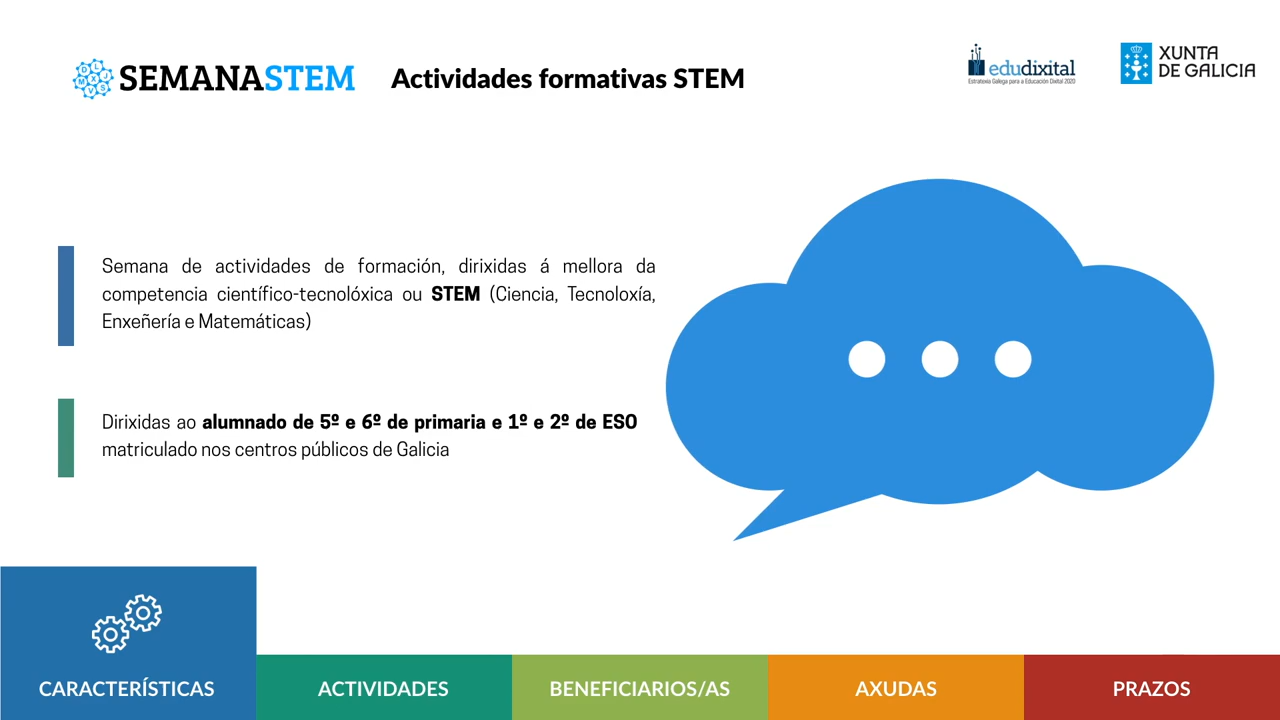 SEMANASTEM
Actividades formativas STEM
edudixital
Estratexia Galega para a Educación Dixital 2020
XUNTA
DE GALICIA
Semana de actividades de formación, dirixidas á mellora da
competencia científico-tecnolóxica ou STEM (Ciencia, Tecnoloxía,
Enxeñería e Matemáticas)
Dirixidas ao alumnado de 5º e 6º de primaria e 1º e 2º de ESO
matriculado nos centros públicos de Galicia
CARACTERÍSTICAS
ACTIVIDADES
BENEFICIARIOS/AS
AXUDAS
PRAZOS